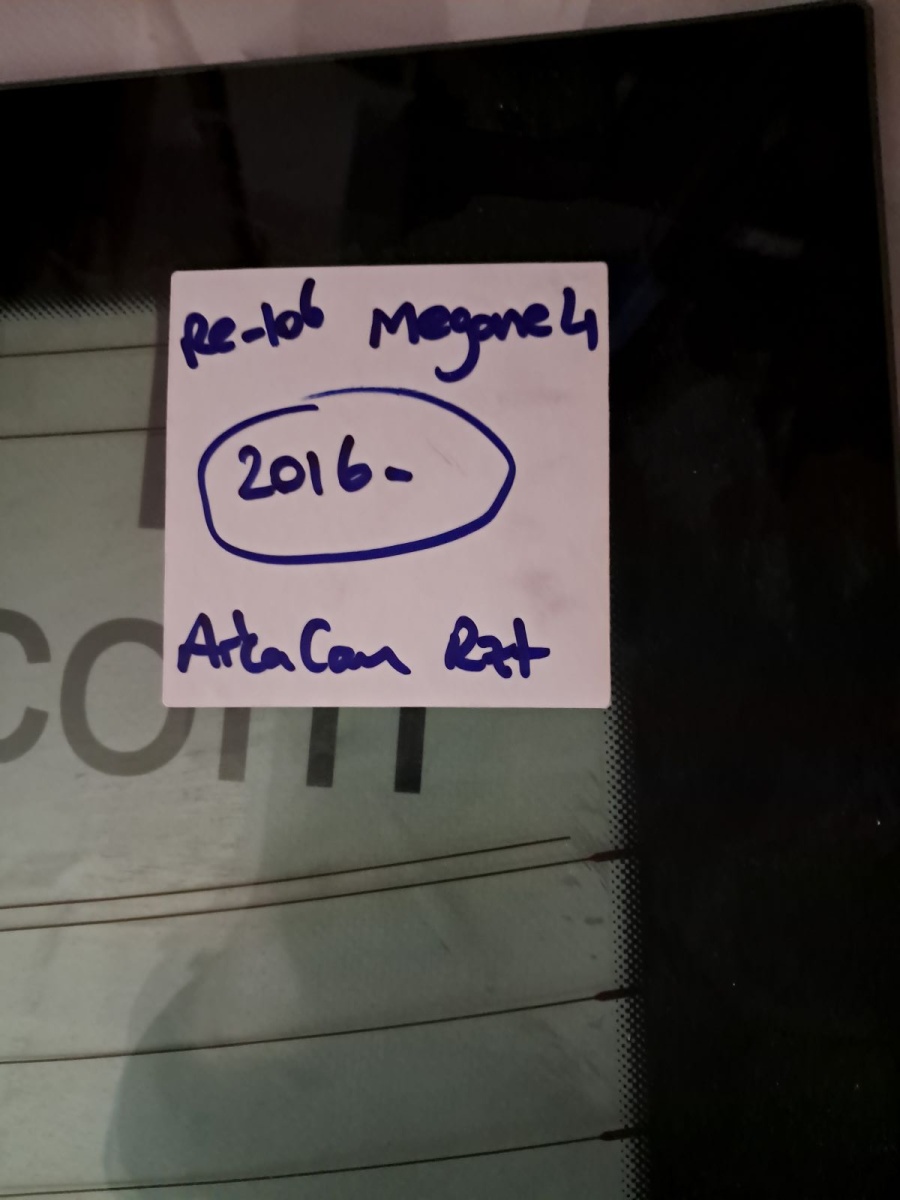 Re-106 Megane 4
2016-
Arka Cam Rzt
com